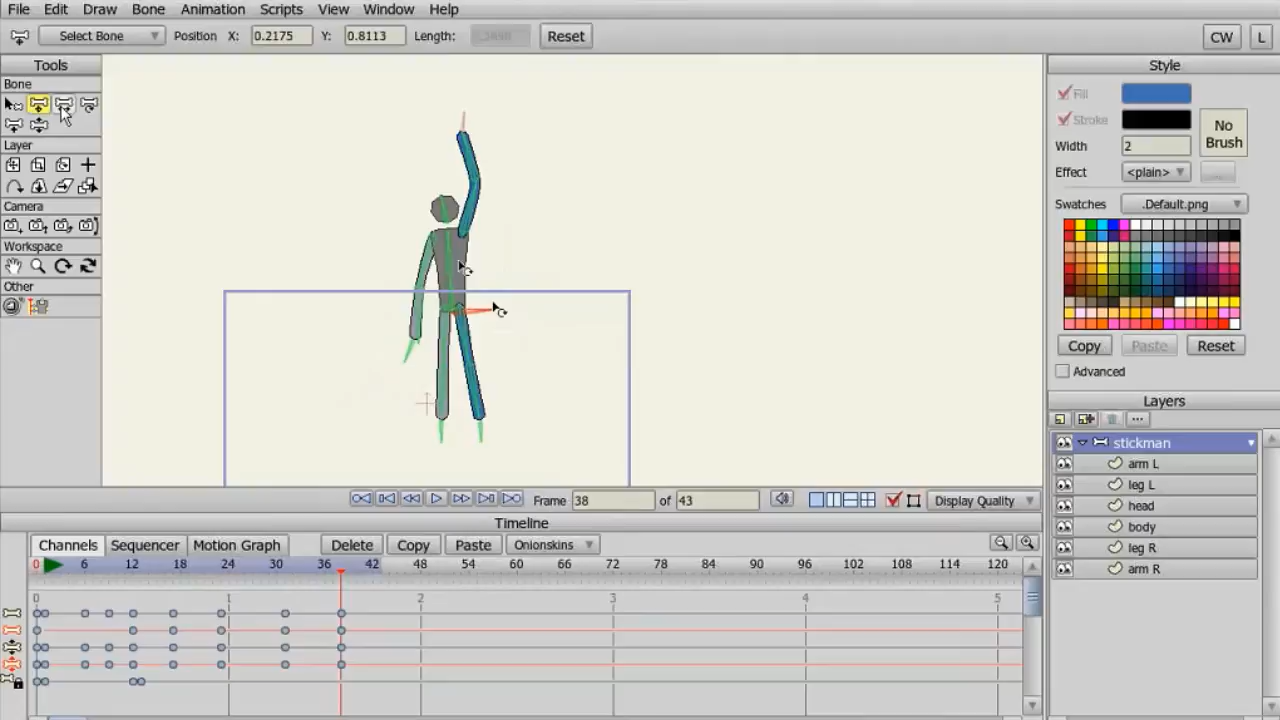 File Edit Draw Bone Animation Scripts View Window Help
Select Bone Position X: 0.2175 Y: 0.8113 Length: Reset CW L
Tools
Bone
Layer
Camera
Workspace
Other
Style
Fill
Stroke
No Brush
Width 2
Effect <plain>
Swatches .Default.png
Copy Paste Reset
Advanced
Layers
stickman
arm L
leg L
head
body
leg R
arm R
Frame 38 of 43 Display Quality
Timeline
Channels Sequencer Motion Graph Delete Copy Paste Onionskins
0 6 12 18 24 30 36 42 48 54 60 66 72 78 84 90 96 102 108 114 120
0 1 2 3 4 5